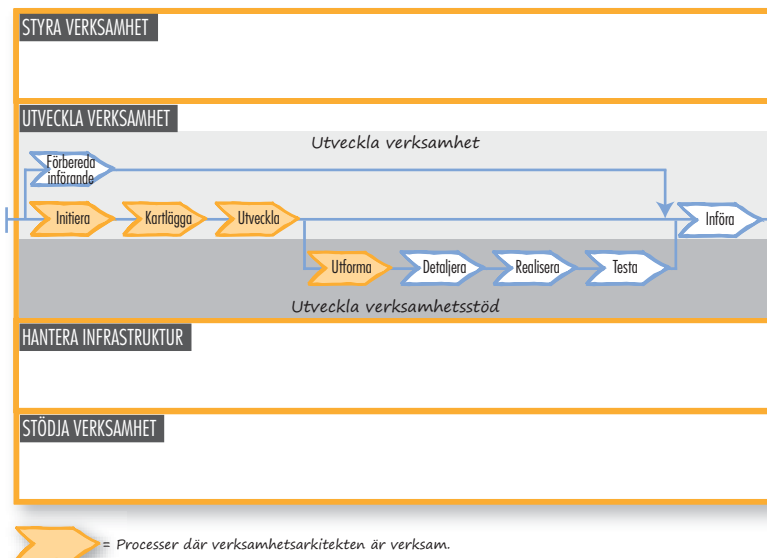 STYRA VERKSAMHET
UTVECKLA VERKSAMHET
Utveckla verksamhet
Förbereda
införande
Initiera
Kartlägga
Utveckla
Införa
Utforma
Detaljera
Realisera
Testa
Utveckla verksamhetsstöd
HANTERA INFRASTRUKTUR
STÖDJA VERKSAMHET
= Processer där verksamhetsarkitekten är verksam.